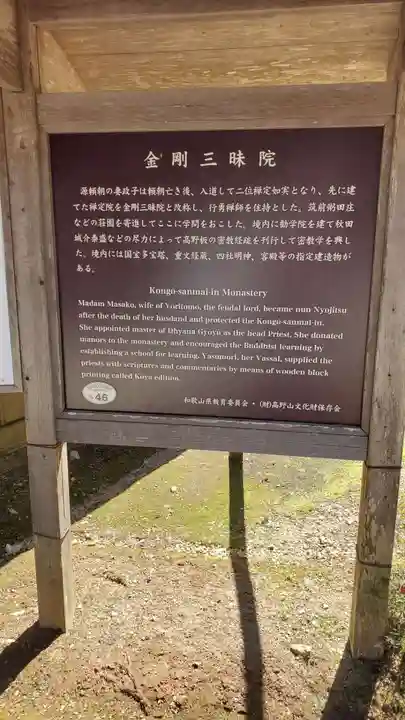 金剛三昧院
源頼朝の妻政子は頼朝亡き後、入道して二位禅定如実となり、先に建
てた禅定院を金剛三昧院と改称し、行勇禅師を住持とした。筑前粥田庄
などの荘園を寄進してここに学問をおこした。境内に勧学院を建て秋田
城介泰盛などの尽力によって高野板の密教経疏を刊行して密教学を興し
た。境内には国宝多宝塔、重文経蔵、四社明神、客殿等の指定建造物が
ある。
Kongō-sanmai-in Monastery
Madam Masako, wife of Yoritomo, the feudal lord, became nun Nyojitsu
after the death of her husband and protected the Kongō-sanmai-in.
She appointed master of Dhyana Gyoyū as the head Priest. She donated
manors to the monastery and encouraged the Buddhist learning by
establishing a school for learning. Yasumori, her Vassal, supplied the
priests with scriptures and commentaries by means of wooden block
printing called Kōya edition.
46
和歌山県教育委員会・(財)高野山文化財保存会